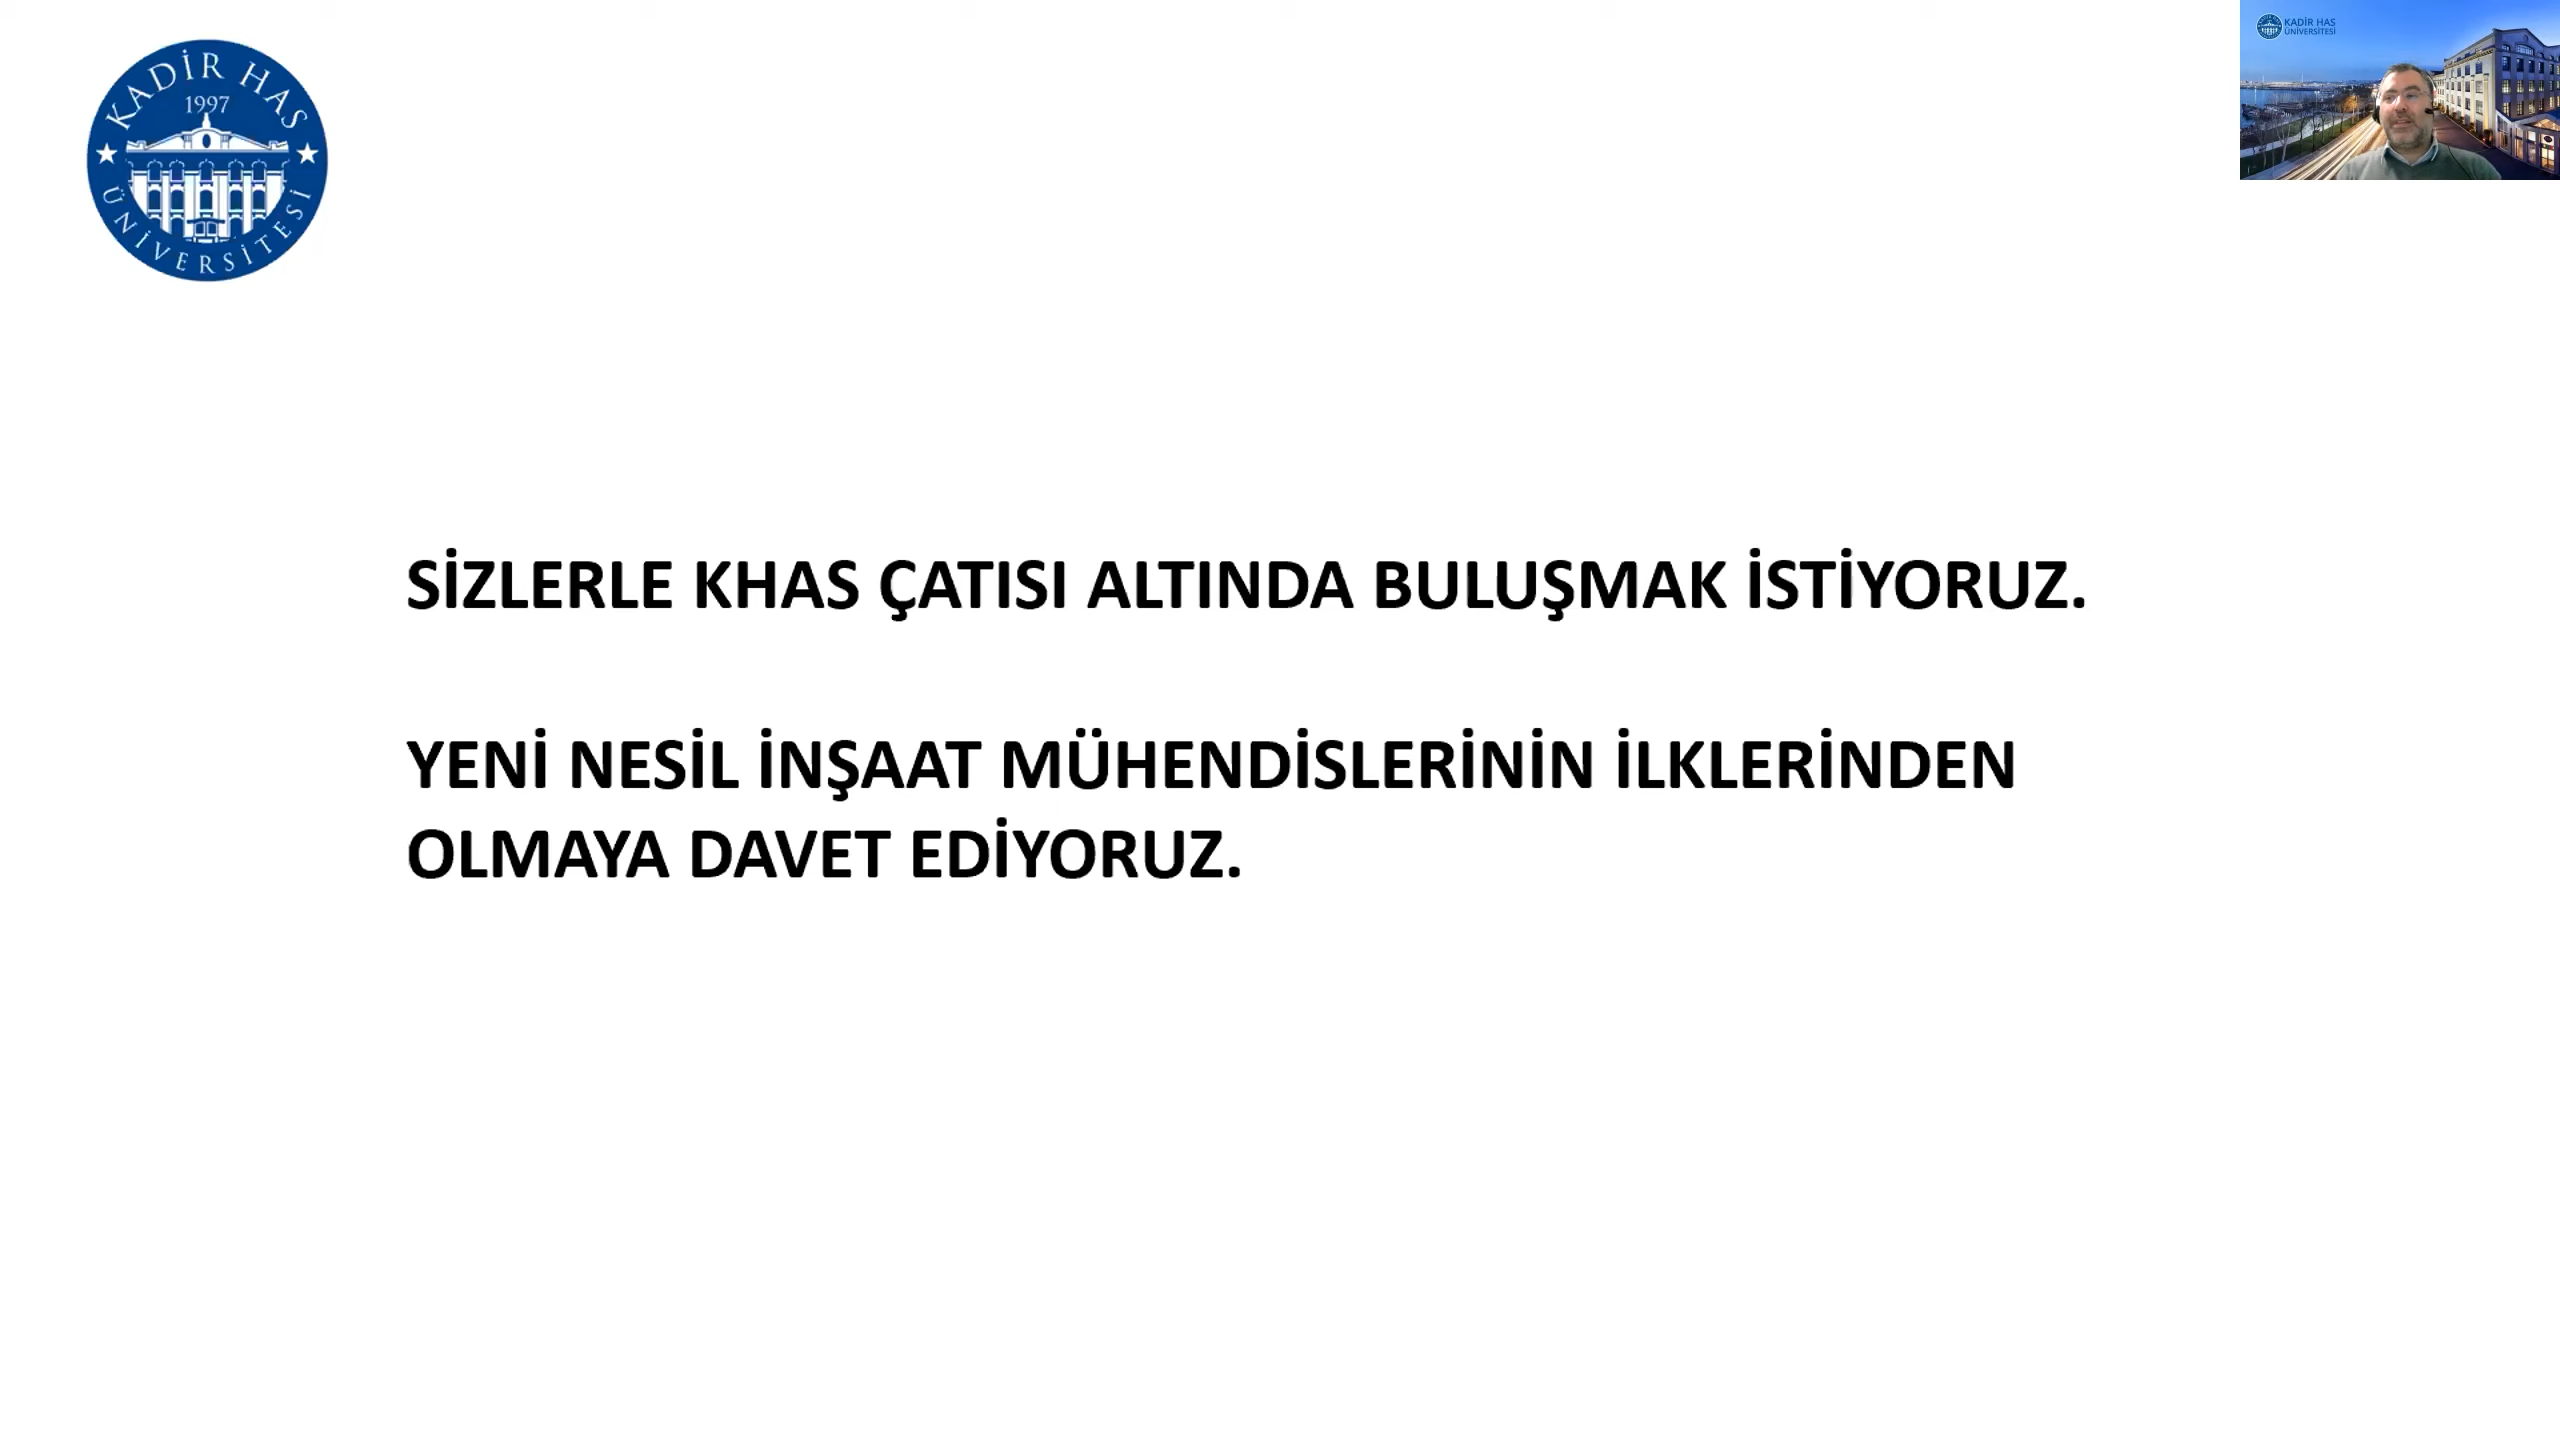 KADİR HAS
1997
ÜNİVERSİTESİ
KADİR HAS
ÜNİVERSİTESİ
SİZLERLE KHAS ÇATISI ALTINDA BULUŞMAK İSTİYORUZ.
YENİ NESİL İNŞAAT MÜHENDİSLERİNİN İLKLERİNDEN
OLMAYA DAVET EDİYORUZ.